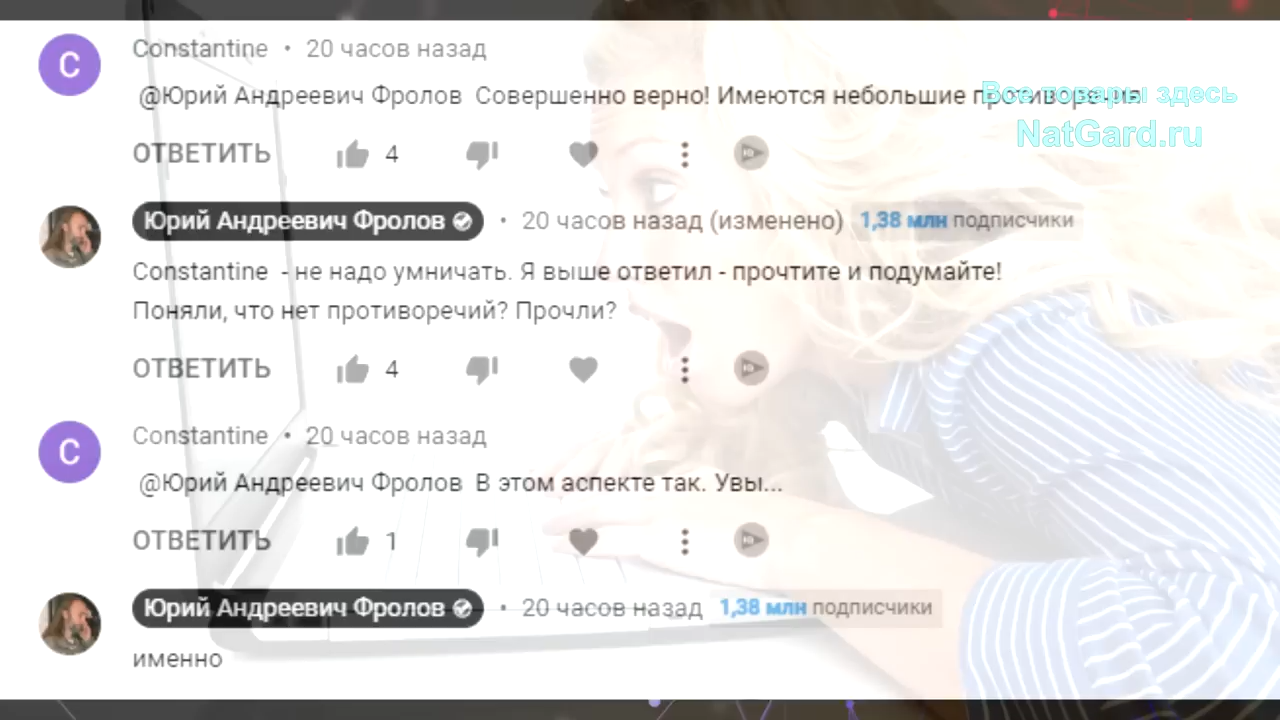 C
Constantine • 20 часов назад
@Юрий Андреевич Фролов Совершенно верно! Имеются небольшие противоречия
Все товары здесь
NatGard.ru
ОТВЕТИТЬ 4
Юрий Андреевич Фролов • 20 часов назад (изменено) 1,38 млн подписчики
Constantine - не надо умничать. Я выше ответил - прочтите и подумайте!
Поняли, что нет противоречий? Прочли?
ОТВЕТИТЬ 4
C
Constantine • 20 часов назад
@Юрий Андреевич Фролов В этом аспекте так. Увы...
ОТВЕТИТЬ 1
Юрий Андреевич Фролов • 20 часов назад 1,38 млн подписчики
именно